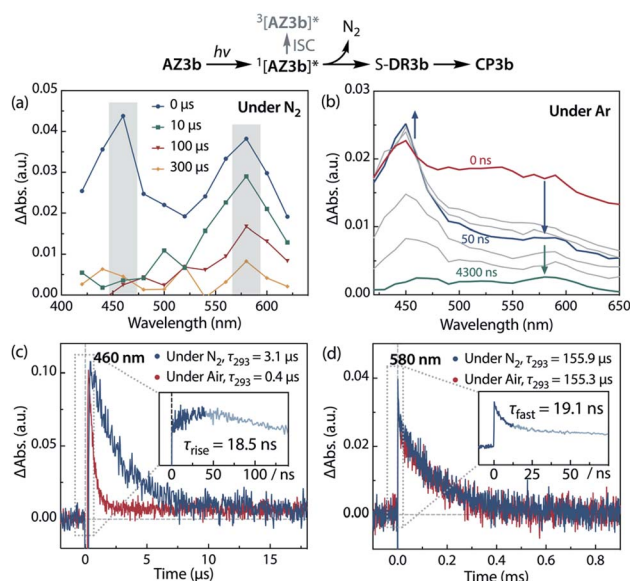 ³[AZ3b]*
ISC
N₂
AZ3b hν ¹[AZ3b]* S-DR3b CP3b
(a) Under N₂
0 μs
10 μs
100 μs
300 μs
0.05
0.04
0.03
0.02
0.01
0.00
ΔAbs. (a.u.)
400 450 500 550 600
Wavelength (nm)
(b) Under Ar
0 ns
50 ns
4300 ns
0.03
0.02
0.01
0.00
ΔAbs. (a.u.)
450 500 550 600 650
Wavelength (nm)
(c) 460 nm
Under N₂, τ₂₉₃ = 3.1 μs
Under Air, τ₂₉₃ = 0.4 μs
τrise = 18.5 ns
0 50 100 / ns
0.10
0.05
0.00
ΔAbs. (a.u.)
0 5 10 15
Time (μs)
(d) 580 nm
Under N₂, τ₂₉₃ = 155.9 μs
Under Air, τ₂₉₃ = 155.3 μs
τfast = 19.1 ns
0 25 50 / ns
0.04
0.02
0.00
ΔAbs. (a.u.)
0.0 0.2 0.4 0.6 0.8
Time (ms)